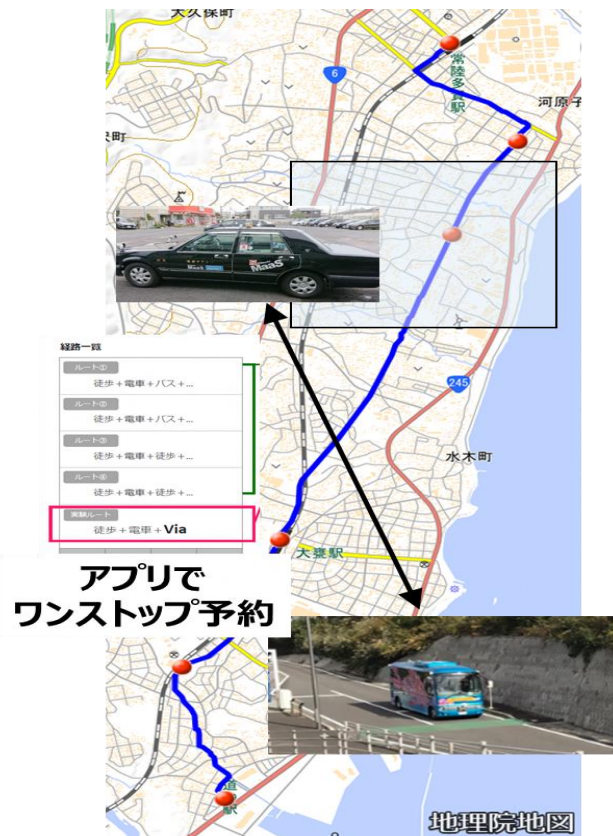 大久保町
6
常陸多賀駅
河原子
町
MaaS
経路一覧
ルート①
徒歩+電車+バス+...
ルート②
徒歩+電車+バス+...
ルート③
徒歩+電車+徒歩+...
ルート④
徒歩+電車+徒歩+...
実験ルート
徒歩+電車+Via
245
水木町
大甕駅
アプリで
ワンストップ予約
道の駅
地理院地図